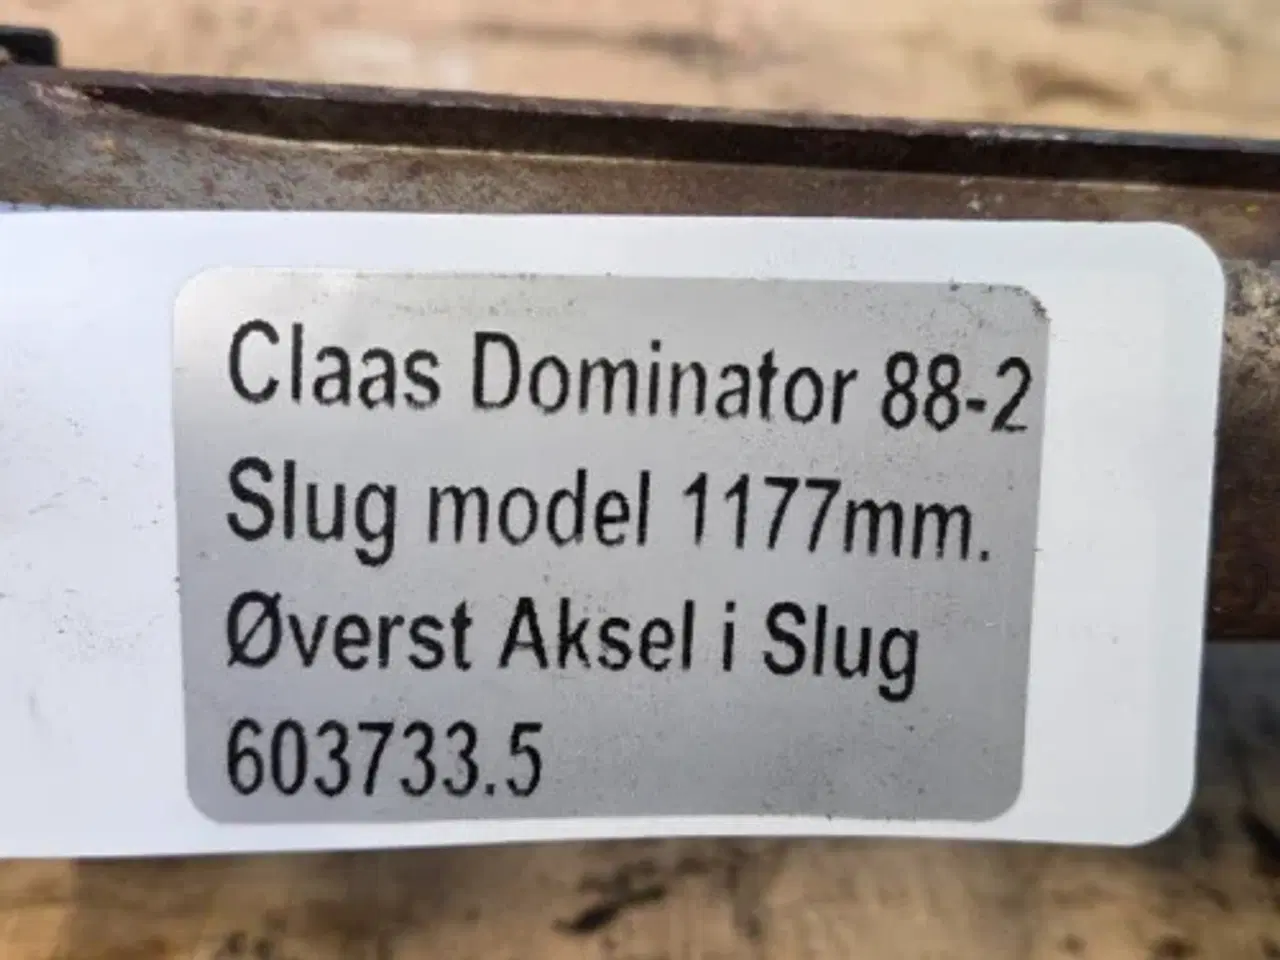 Claas Dominator 88-2
Slug model 1177mm.
Øverst Aksel i Slug
603733.5